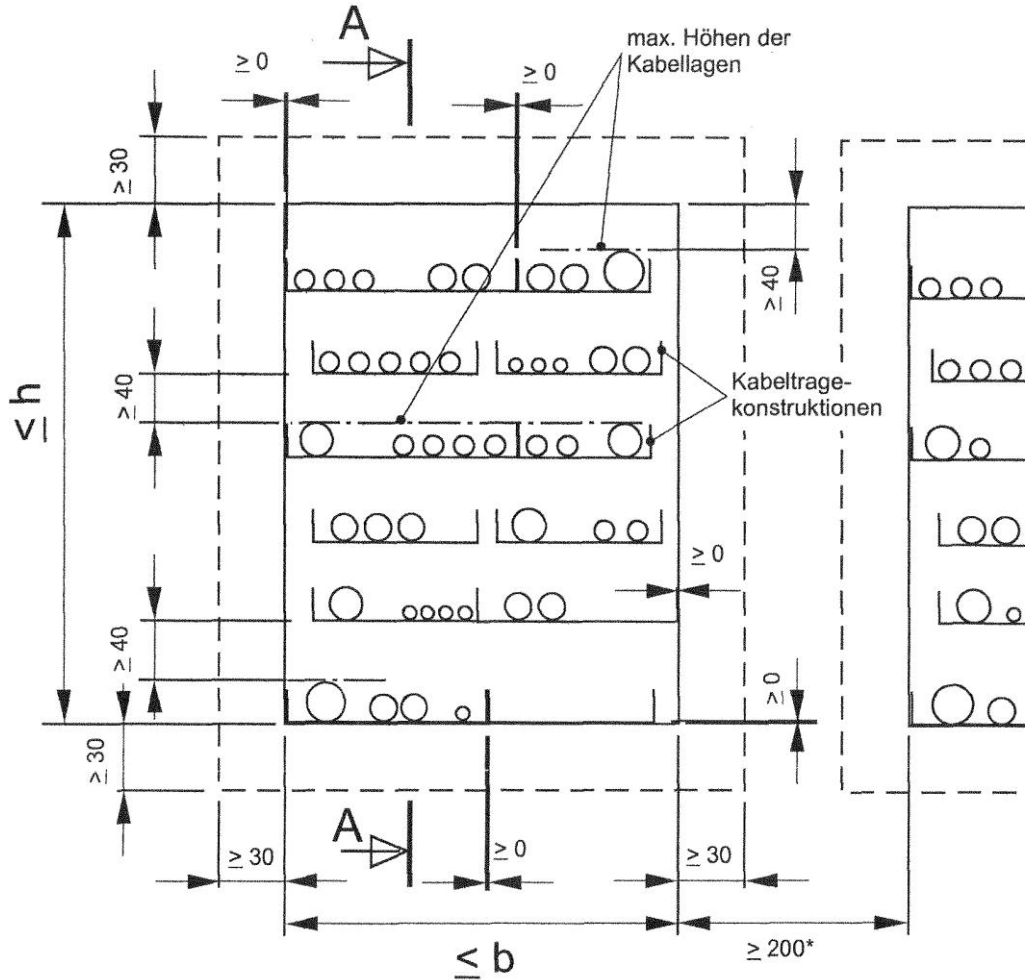 A
max. Höhen der
Kabellagen
≥ 0
≥ 0
≥ 30
≥ 40
≥ 40
≤ h
Kabeltrage-
konstruktionen
≥ 0
≥ 40
≥ 0
≥ 30
A
≥ 30
≥ 0
≥ 30
≤ b
≥ 200*